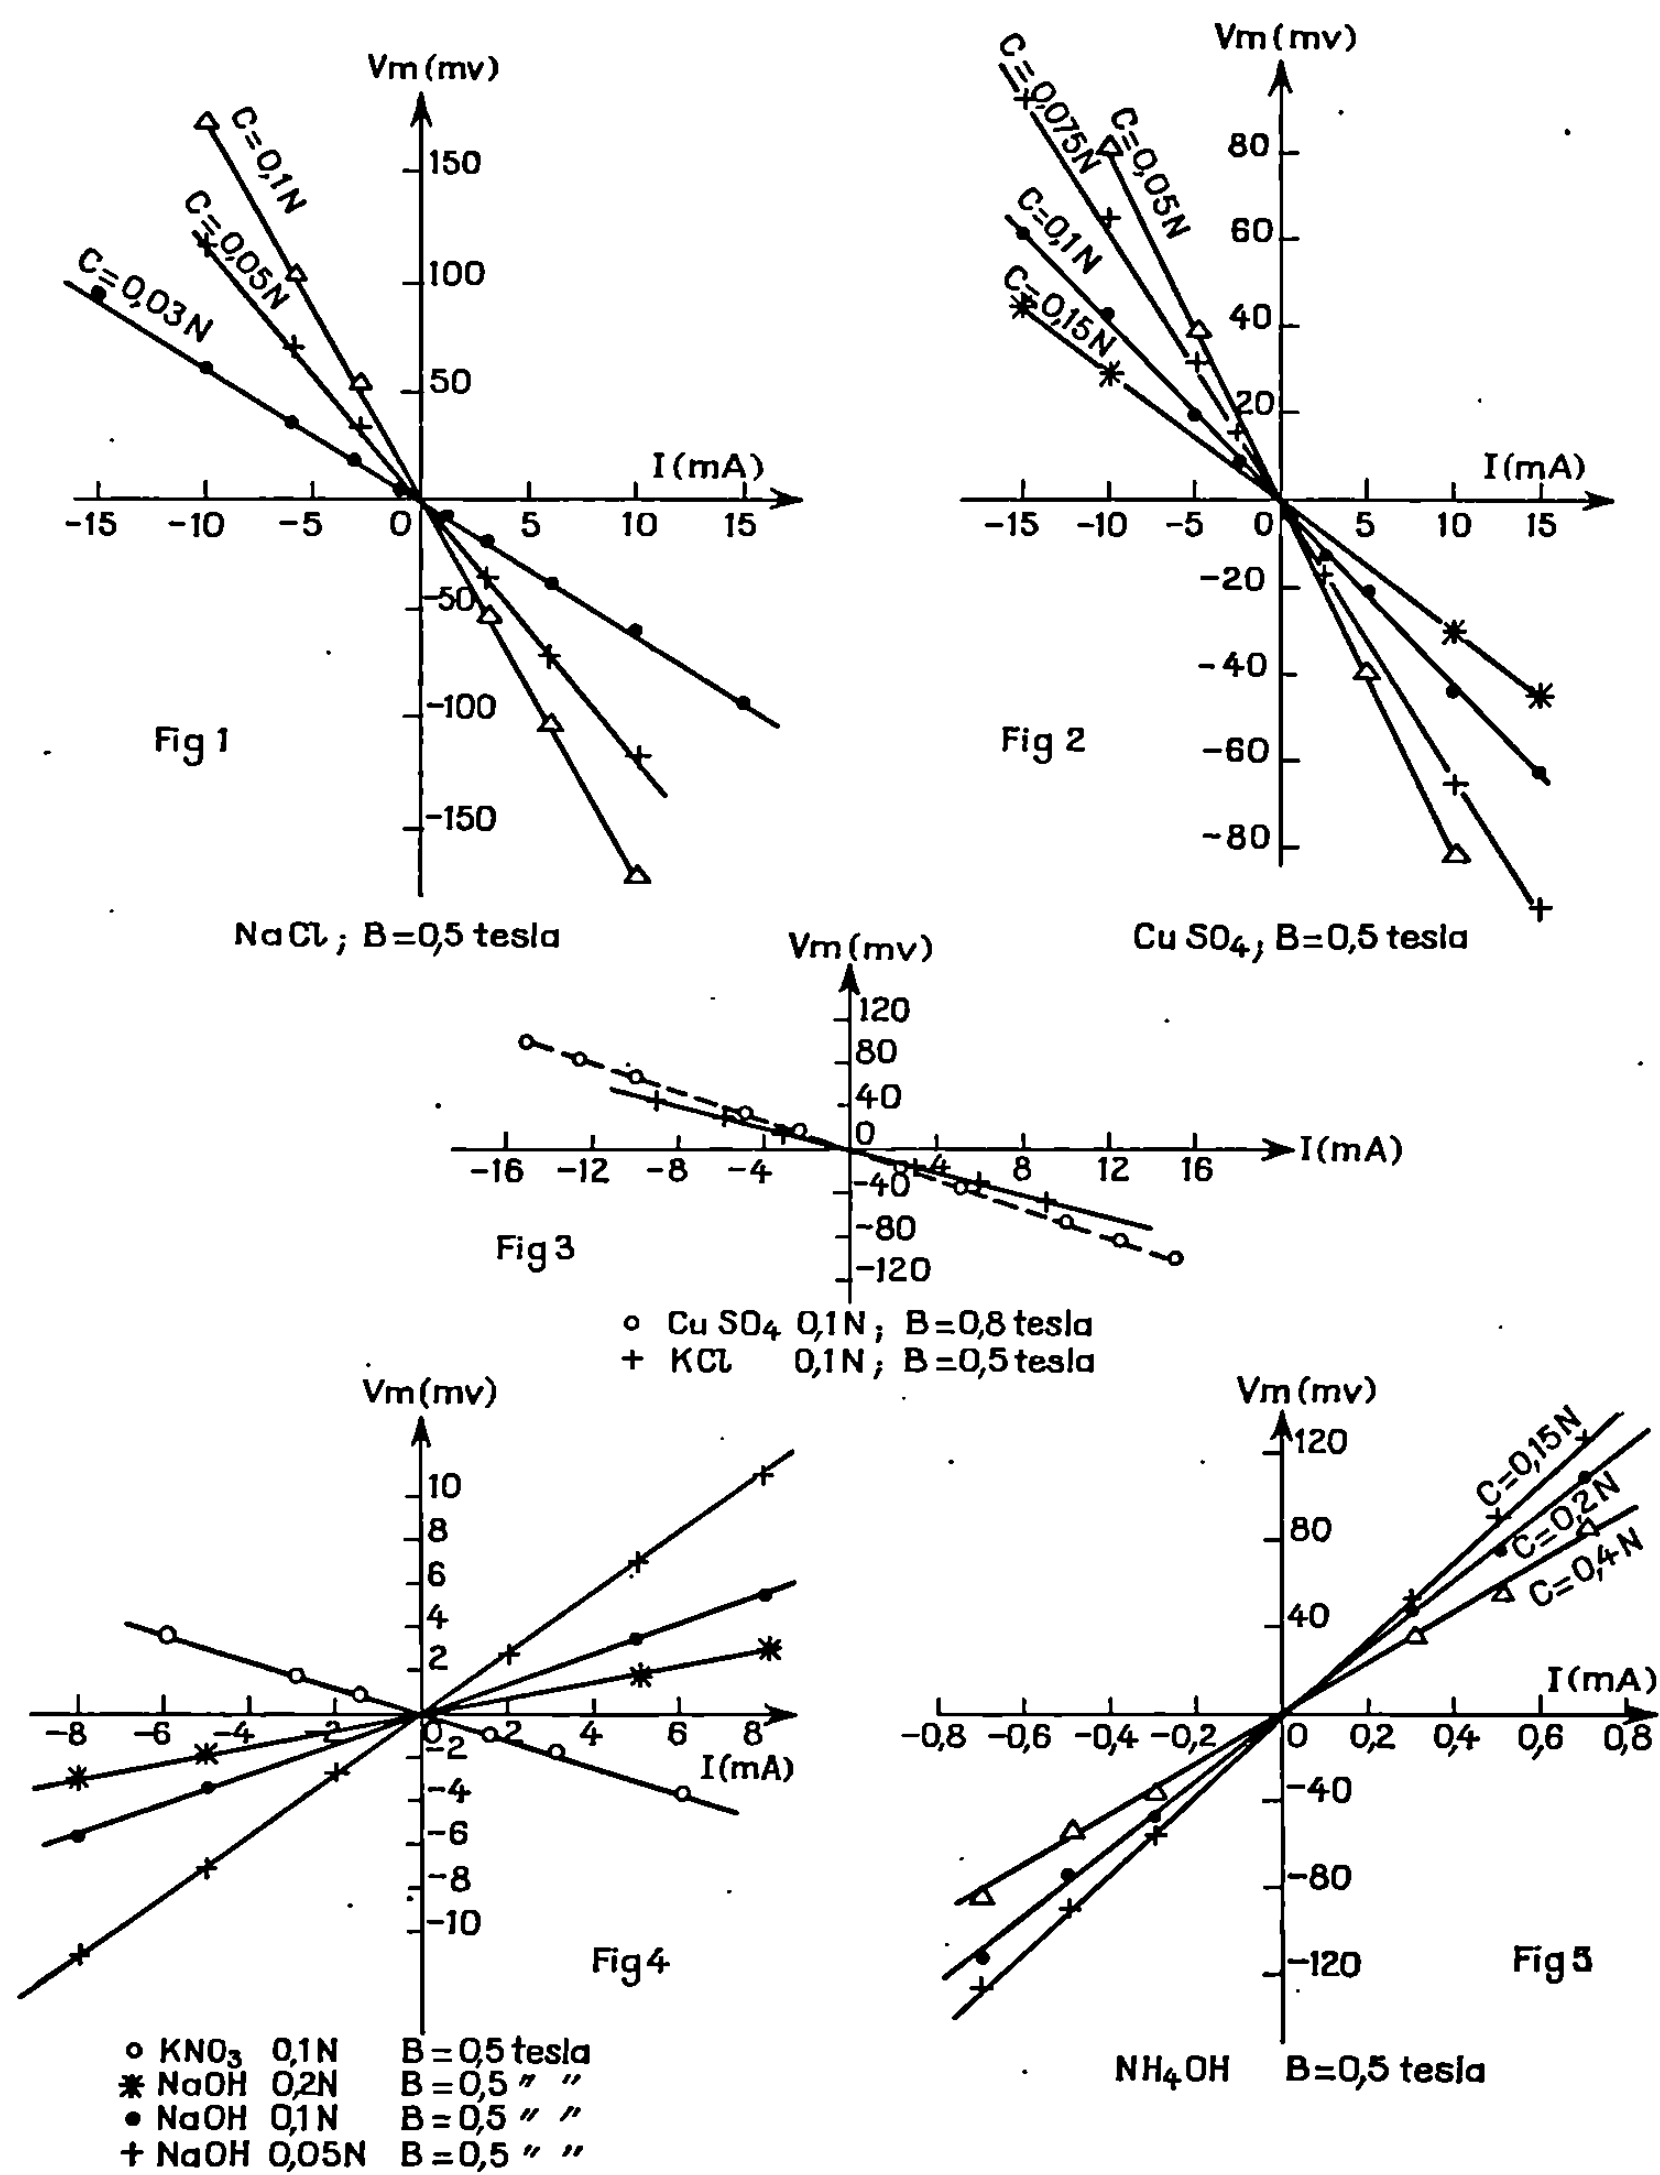 Vm (mv)
150
100
50
I (mA)
-15 -10 -5 0 5 10 15
-50
-100
-150
C=0,1N
C=0,05N
C=0,03N
Fig 1
NaCl ; B=0,5 tesla
Vm (mv)
80
60
40
20
I (mA)
-15 -10 -5 0 5 10 15
-20
-40
-60
-80
C=0,075N
C=0,05N
C=0,1N
C=0,15N
Fig 2
Cu SO4 ; B=0,5 tesla
Vm (mv)
120
80
40
0
I (mA)
-16 -12 -8 -4 4 8 12 16
-40
-80
-120
Fig 3
o Cu SO4 0,1N ; B=0,8 tesla
+ KCl 0,1N ; B=0,5 tesla
Vm (mv)
10
8
6
4
2
-8 -6 -4 -2 0 2 4 6
I (mA)
-2
-4
-6
-8
-10
Fig 4
o KNO3 0,1N B=0,5 tesla
* NaOH 0,2N B=0,5 " "
• NaOH 0,1N B=0,5 " "
+ NaOH 0,05N B=0,5 " "
Vm (mv)
120
80
40
I (mA)
-0,8 -0,6 -0,4 -0,2 0 0,2 0,4 0,6 0,8
-40
-80
-120
C=0,15N
C=0,2N
C=0,4N
Fig 5
NH4OH B=0,5 tesla